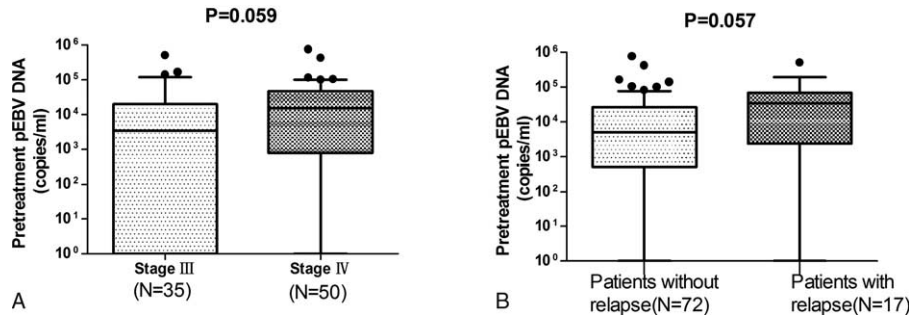 P=0.059
Pretreatment pEBV DNA
(copies/ml)
10⁶
10⁵
10⁴
10³
10²
10¹
10⁰
Stage III
(N=35)
Stage IV
(N=50)
A
P=0.057
Pretreatment pEBV DNA
(copies/ml)
10⁶
10⁵
10⁴
10³
10²
10¹
10⁰
Patients without
relapse(N=72)
Patients with
relapse(N=17)
B